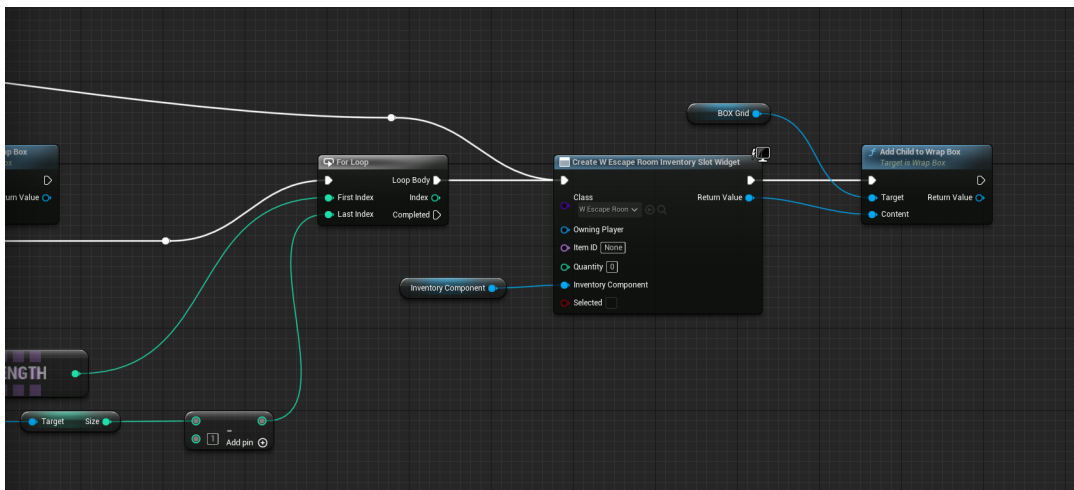 BOX Grid
p Box
ox
urn Value
For Loop
Loop Body
First Index
Index
Last Index
Completed
Create W Escape Room Inventory Slot Widget
Class
W Escape Room
Return Value
Owning Player
Item ID
None
Quantity
0
Inventory Component
Selected
Add Child to Wrap Box
Target is Wrap Box
Target
Return Value
Content
Inventory Component
ENGTH
Target
Size
-
1
Add pin